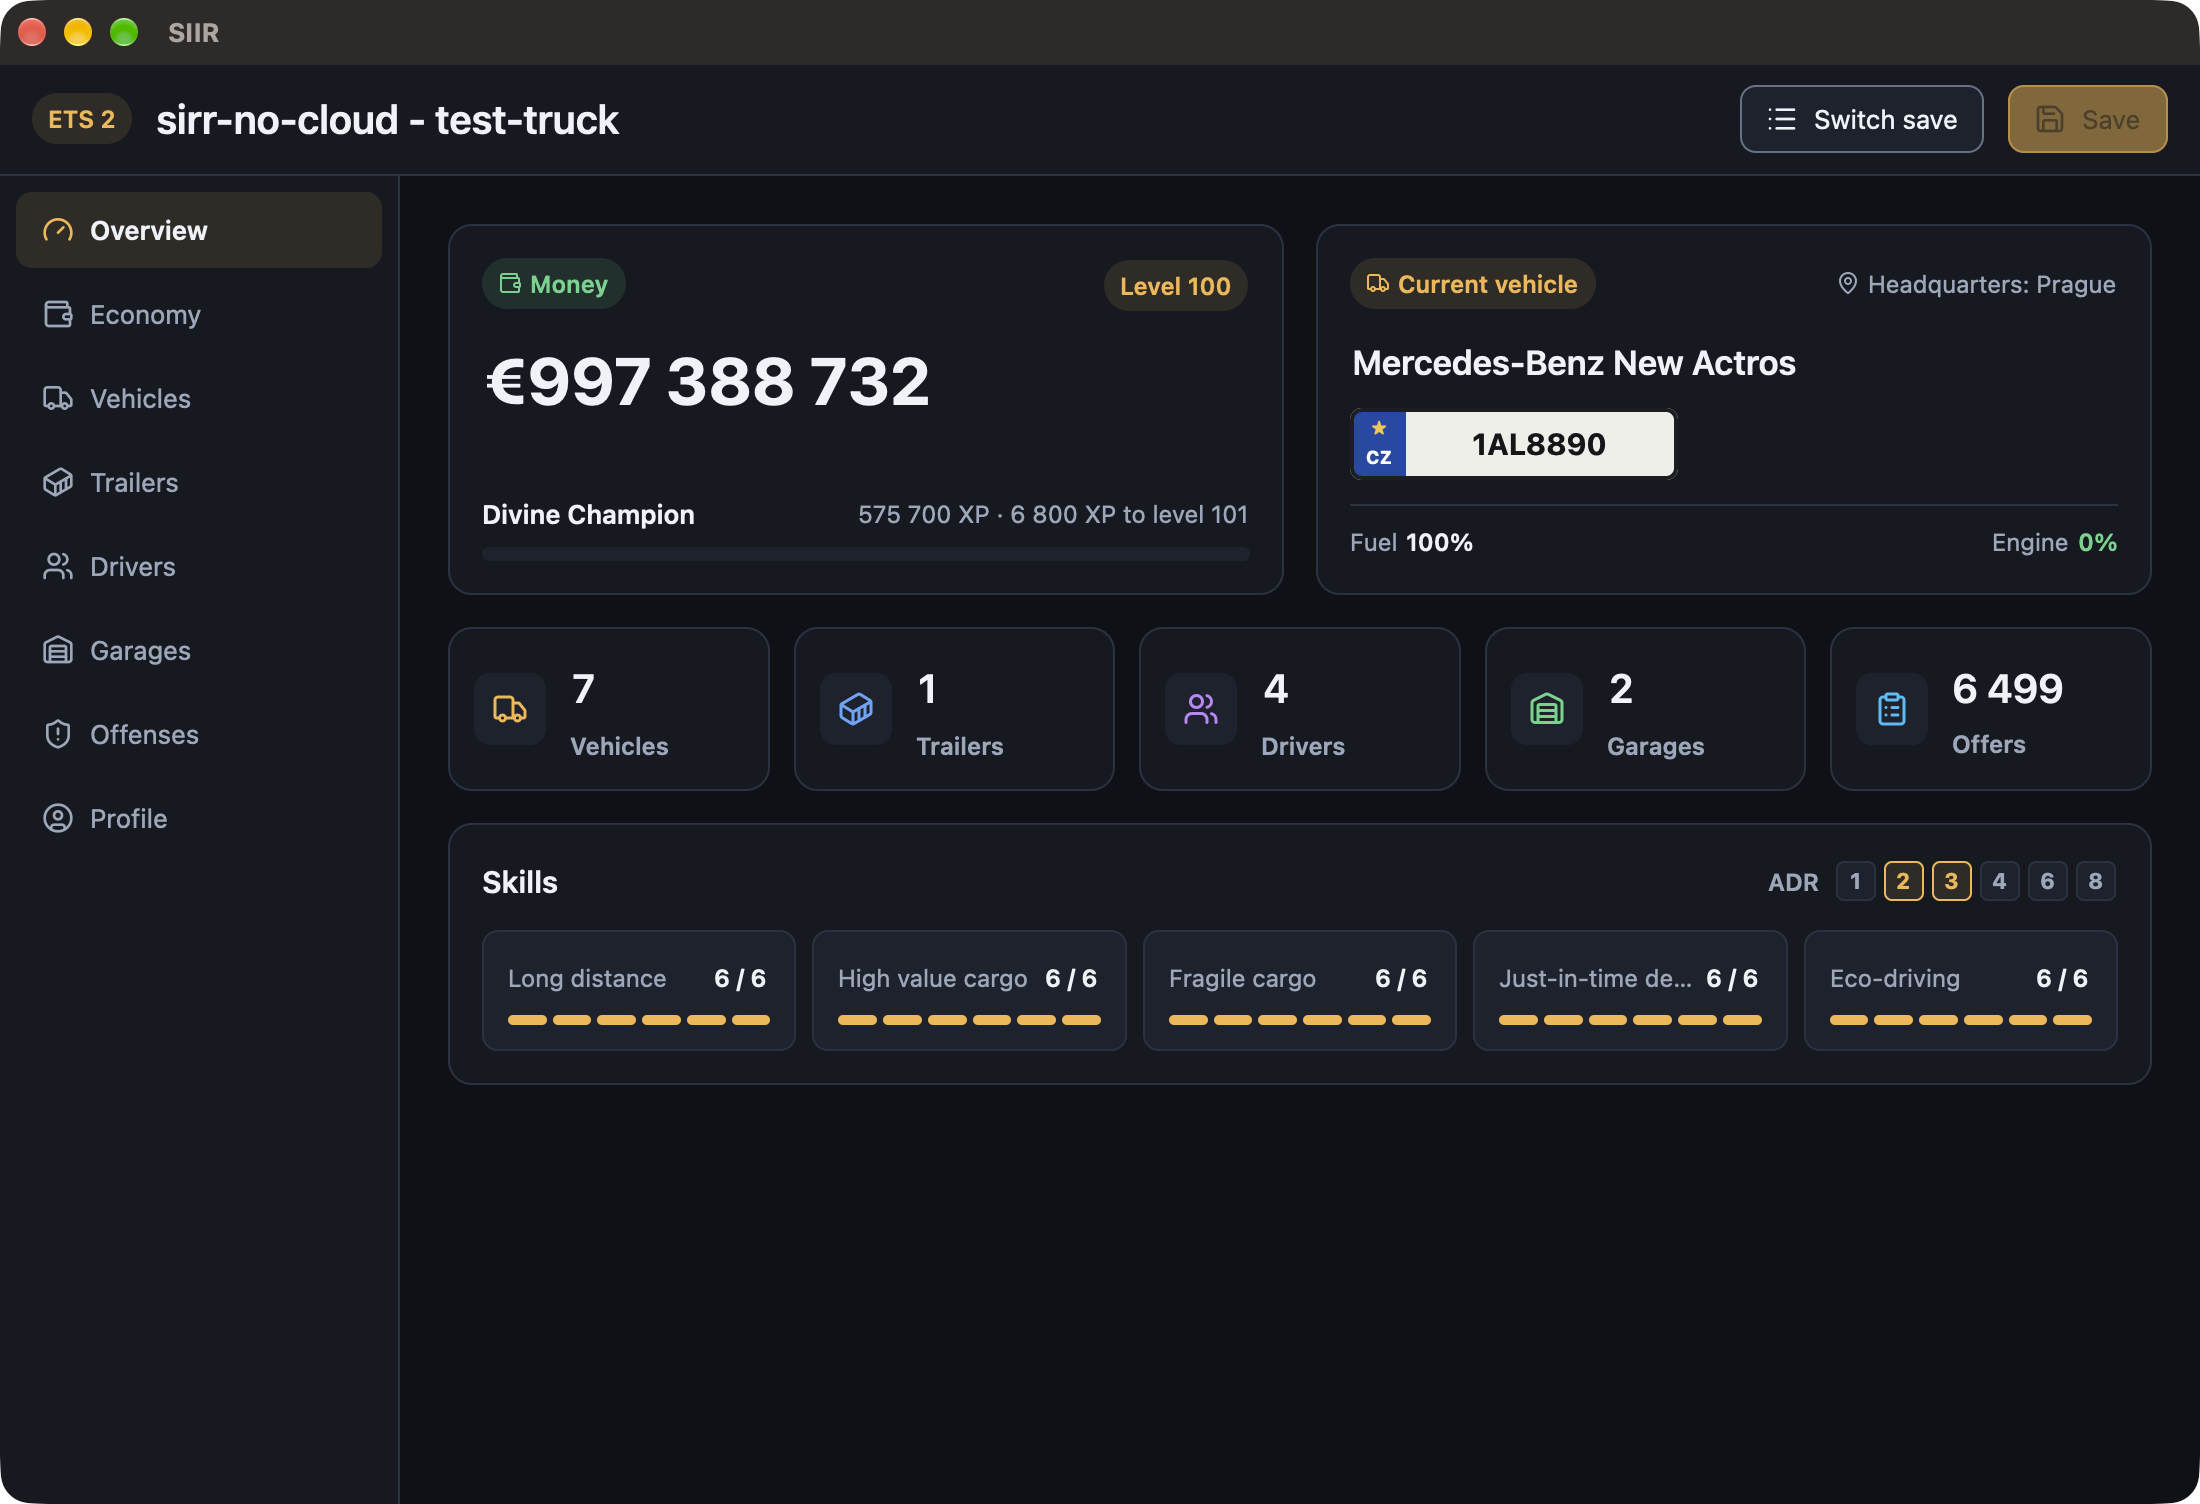 SIIR
ETS 2
sirr-no-cloud - test-truck
Switch save
Save
Overview
Economy
Vehicles
Trailers
Drivers
Garages
Offenses
Profile
Money
Level 100
€997 388 732
Divine Champion
575 700 XP · 6 800 XP to level 101
Current vehicle
Headquarters: Prague
Mercedes-Benz New Actros
CZ
1AL8890
Fuel 100%
Engine 0%
7
Vehicles
1
Trailers
4
Drivers
2
Garages
6 499
Offers
Skills
ADR 1 2 3 4 6 8
Long distance 6 / 6
High value cargo 6 / 6
Fragile cargo 6 / 6
Just-in-time de... 6 / 6
Eco-driving 6 / 6